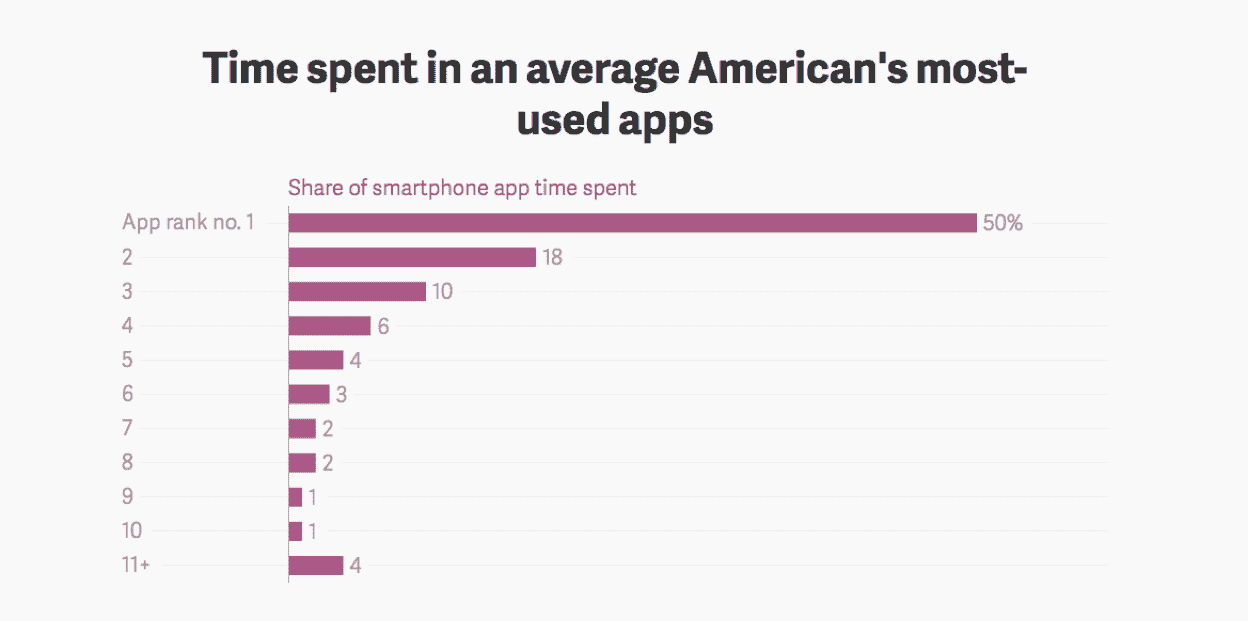 Time spent in an average American's most-
used apps
Share of smartphone app time spent
App rank no. 1 50%
2 18
3 10
4 6
5 4
6 3
7 2
8 2
9 1
10 1
11+ 4